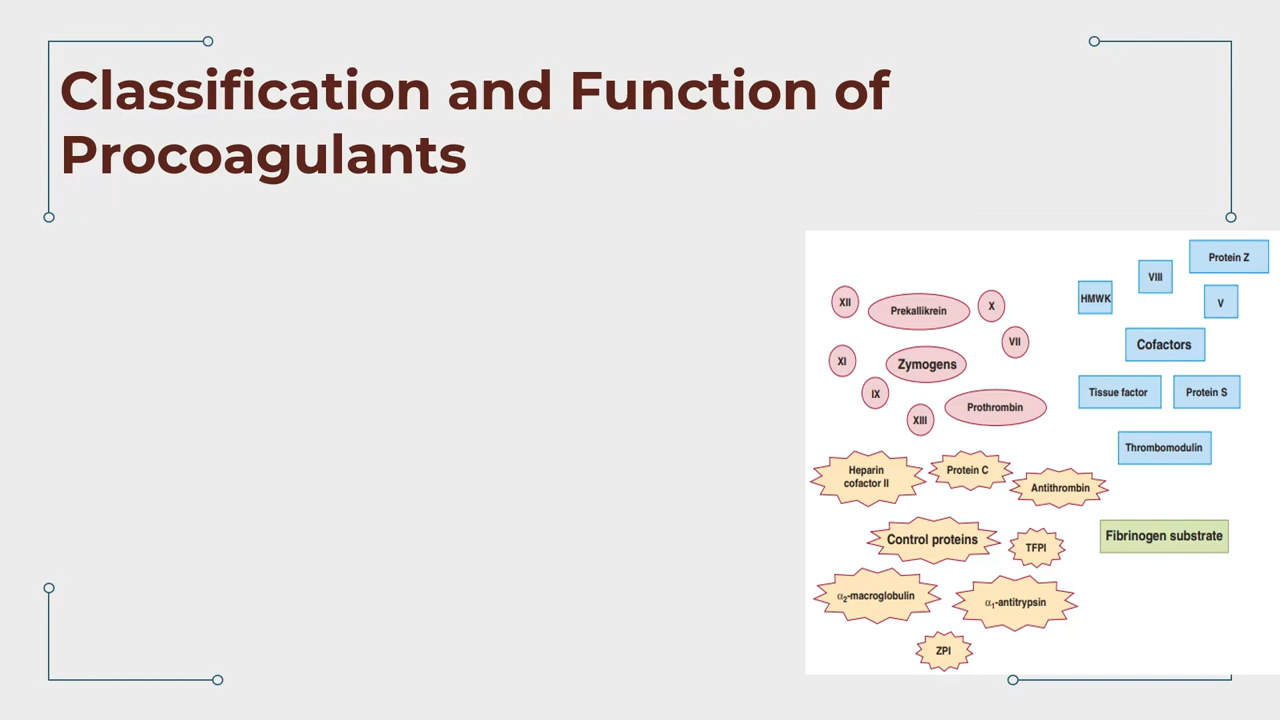 Classification and Function of
Procoagulants
Protein Z
VIII
HMWK
V
XII
Prekallikrein
X
VII
Cofactors
XI
Zymogens
IX
Tissue factor
Protein S
Prothrombin
XIII
Thrombomodulin
Heparin
cofactor II
Protein C
Antithrombin
Control proteins
TFPI
Fibrinogen substrate
α2-macroglobulin
α1-antitrypsin
ZPI